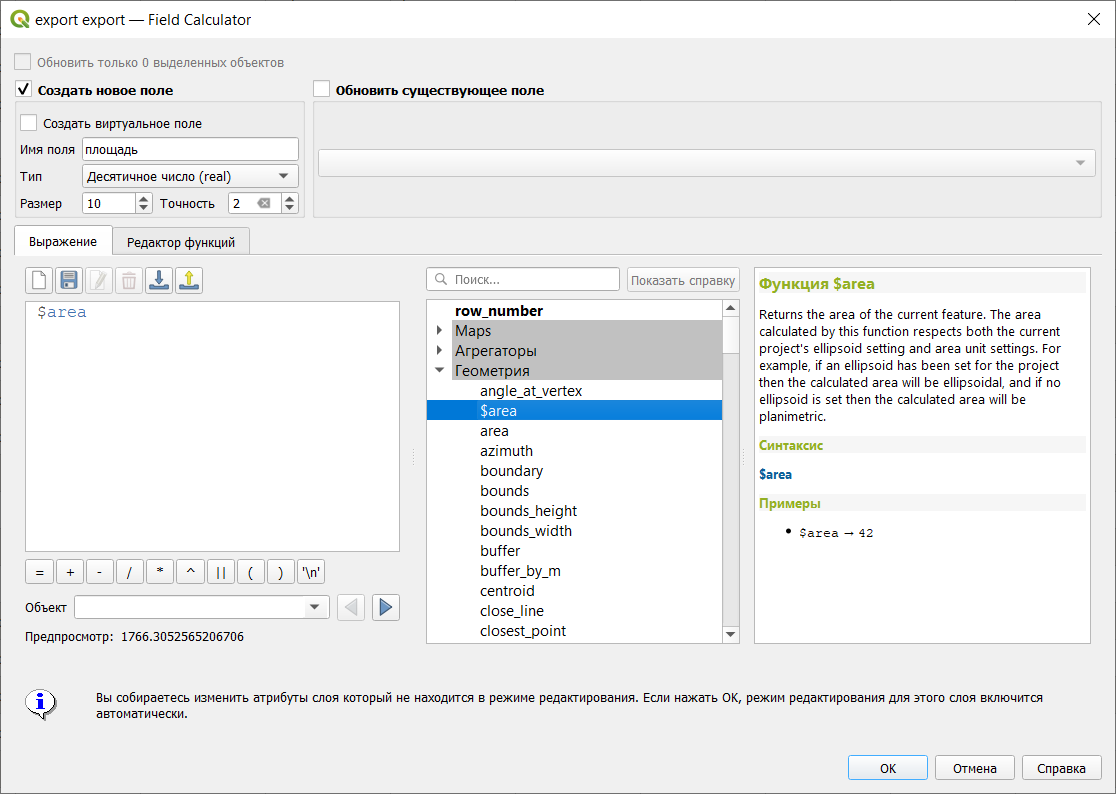 export export — Field Calculator
Обновить только 0 выделенных объектов
Создать новое поле
Обновить существующее поле
Создать виртуальное поле
Имя поля площадь
Тип Десятичное число (real)
Размер 10 Точность 2
Выражение Редактор функций
Поиск... Показать справку
$area
row_number
Maps
Агрегаторы
Геометрия
angle_at_vertex
$area
area
azimuth
boundary
bounds
bounds_height
bounds_width
buffer
buffer_by_m
centroid
close_line
closest_point
Функция $area
Returns the area of the current feature. The area
calculated by this function respects both the current
project's ellipsoid setting and area unit settings. For
example, if an ellipsoid has been set for the project
then the calculated area will be ellipsoidal, and if no
ellipsoid is set then the calculated area will be
planimetric.
Синтаксис
$area
Примеры
• $area → 42
= + - / * ^ || ( ) '\n'
Объект
Предпросмотр: 1766.3052565206706
Вы собираетесь изменить атрибуты слоя который не находится в режиме редактирования. Если нажать ОК, режим редактирования для этого слоя включится
автоматически.
ОК Отмена Справка